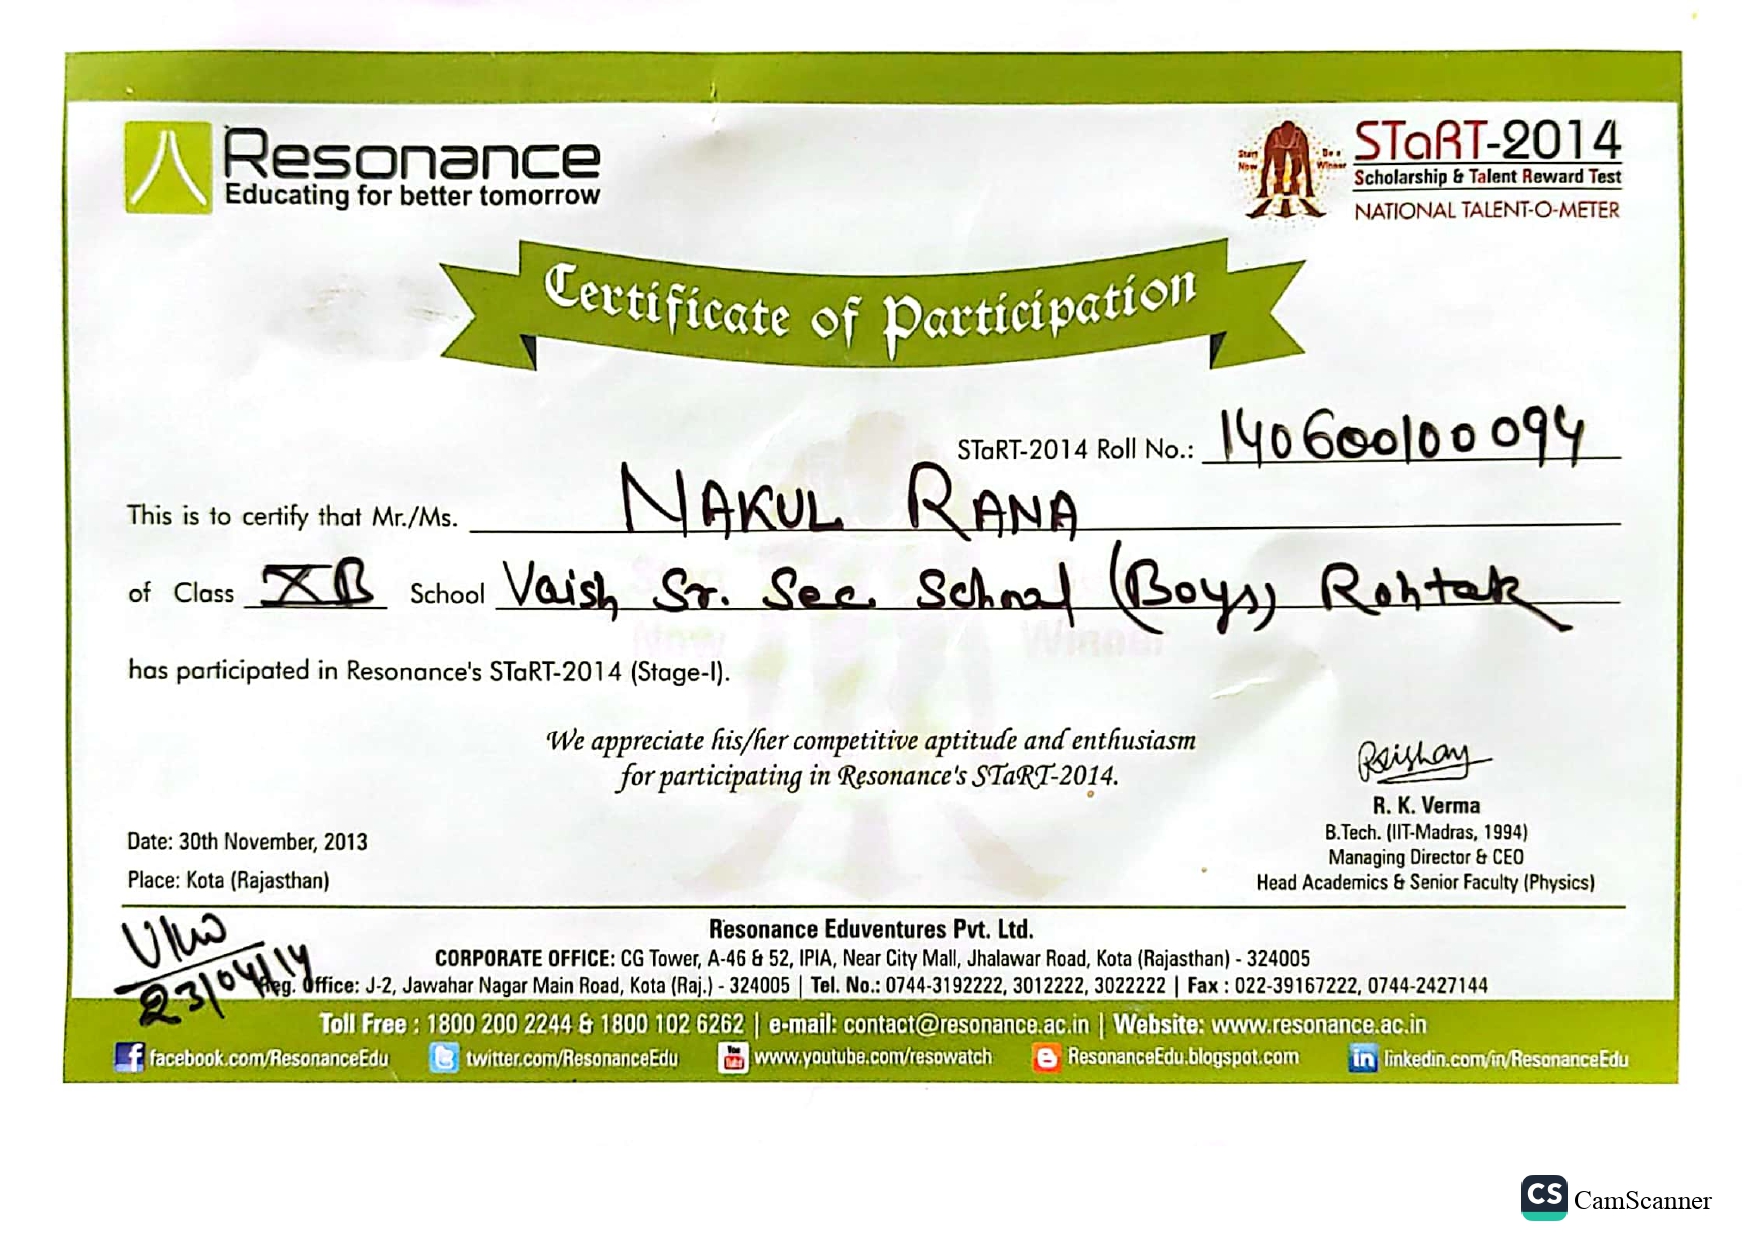 Resonance
Educating for better tomorrow
Start Now
Be a Winner
STaRT-2014
Scholarship & Talent Reward Test
NATIONAL TALENT-O-METER
Certificate of Participation
STaRT-2014 Roll No.: 140600100094
This is to certify that Mr./Ms. NAKUL RANA
of Class XB School Vaish Sr. Sec. School (Boys) Rohtak
has participated in Resonance's STaRT-2014 (Stage-I).
We appreciate his/her competitive aptitude and enthusiasm
for participating in Resonance's STaRT-2014.
R. K. Verma
B.Tech. (IIT-Madras, 1994)
Managing Director & CEO
Head Academics & Senior Faculty (Physics)
Date: 30th November, 2013
Place: Kota (Rajasthan)
23/04/14
Resonance Eduventures Pvt. Ltd.
CORPORATE OFFICE: CG Tower, A-46 & 52, IPIA, Near City Mall, Jhalawar Road, Kota (Rajasthan) - 324005
Reg. Office: J-2, Jawahar Nagar Main Road, Kota (Raj.) - 324005 | Tel. No.: 0744-3192222, 3012222, 3022222 | Fax : 022-39167222, 0744-2427144
Toll Free : 1800 200 2244 & 1800 102 6262 | e-mail: contact@resonance.ac.in | Website: www.resonance.ac.in
facebook.com/ResonanceEdu twitter.com/ResonanceEdu www.youtube.com/resowatch ResonanceEdu.blogspot.com linkedin.com/in/ResonanceEdu
CS CamScanner